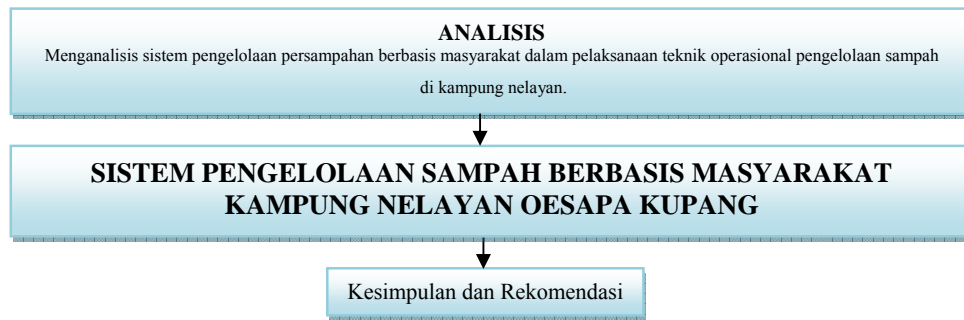 ANALISIS
Menganalisis sistem pengelolaan persampahan berbasis masyarakat dalam pelaksanaan teknik operasional pengelolaan sampah
di kampung nelayan.
SISTEM PENGELOLAAN SAMPAH BERBASIS MASYARAKAT
KAMPUNG NELAYAN OESAPA KUPANG
Kesimpulan dan Rekomendasi